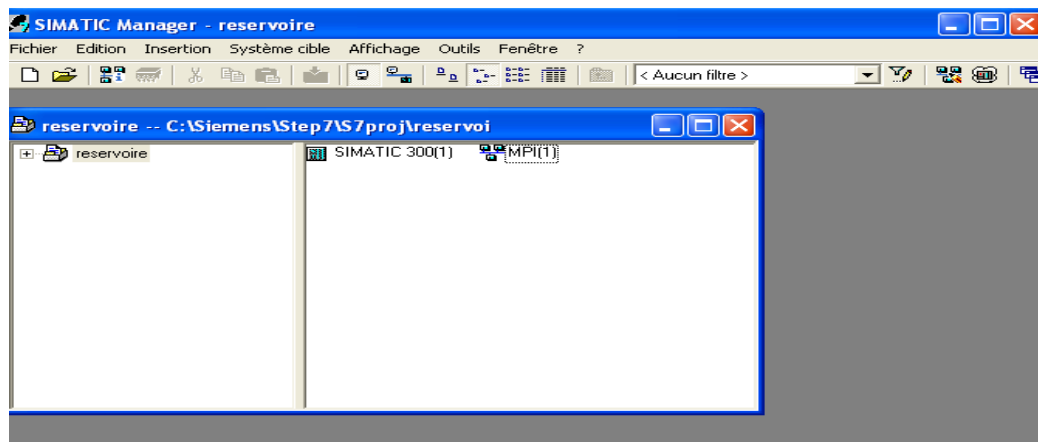 SIMATIC Manager - reservoire
Fichier Edition Insertion Système cible Affichage Outils Fenêtre ?
< Aucun filtre >
reservoire -- C:\Siemens\Step7\S7proj\reservoi
reservoire SIMATIC 300(1) MPI(1)